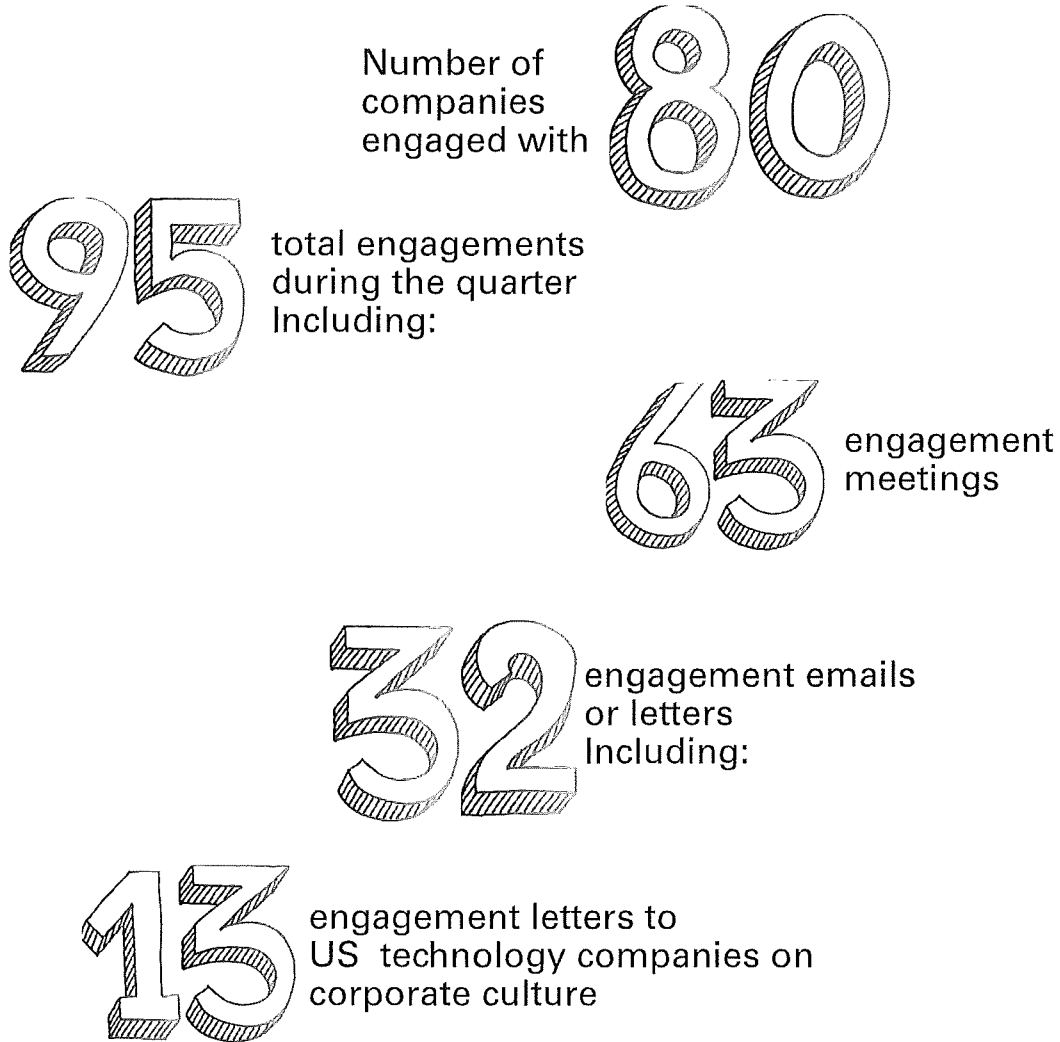 Number of
companies
engaged with 80
95 total engagements
during the quarter
Including:
63 engagement
meetings
32 engagement emails
or letters
Including:
13 engagement letters to
US technology companies on
corporate culture